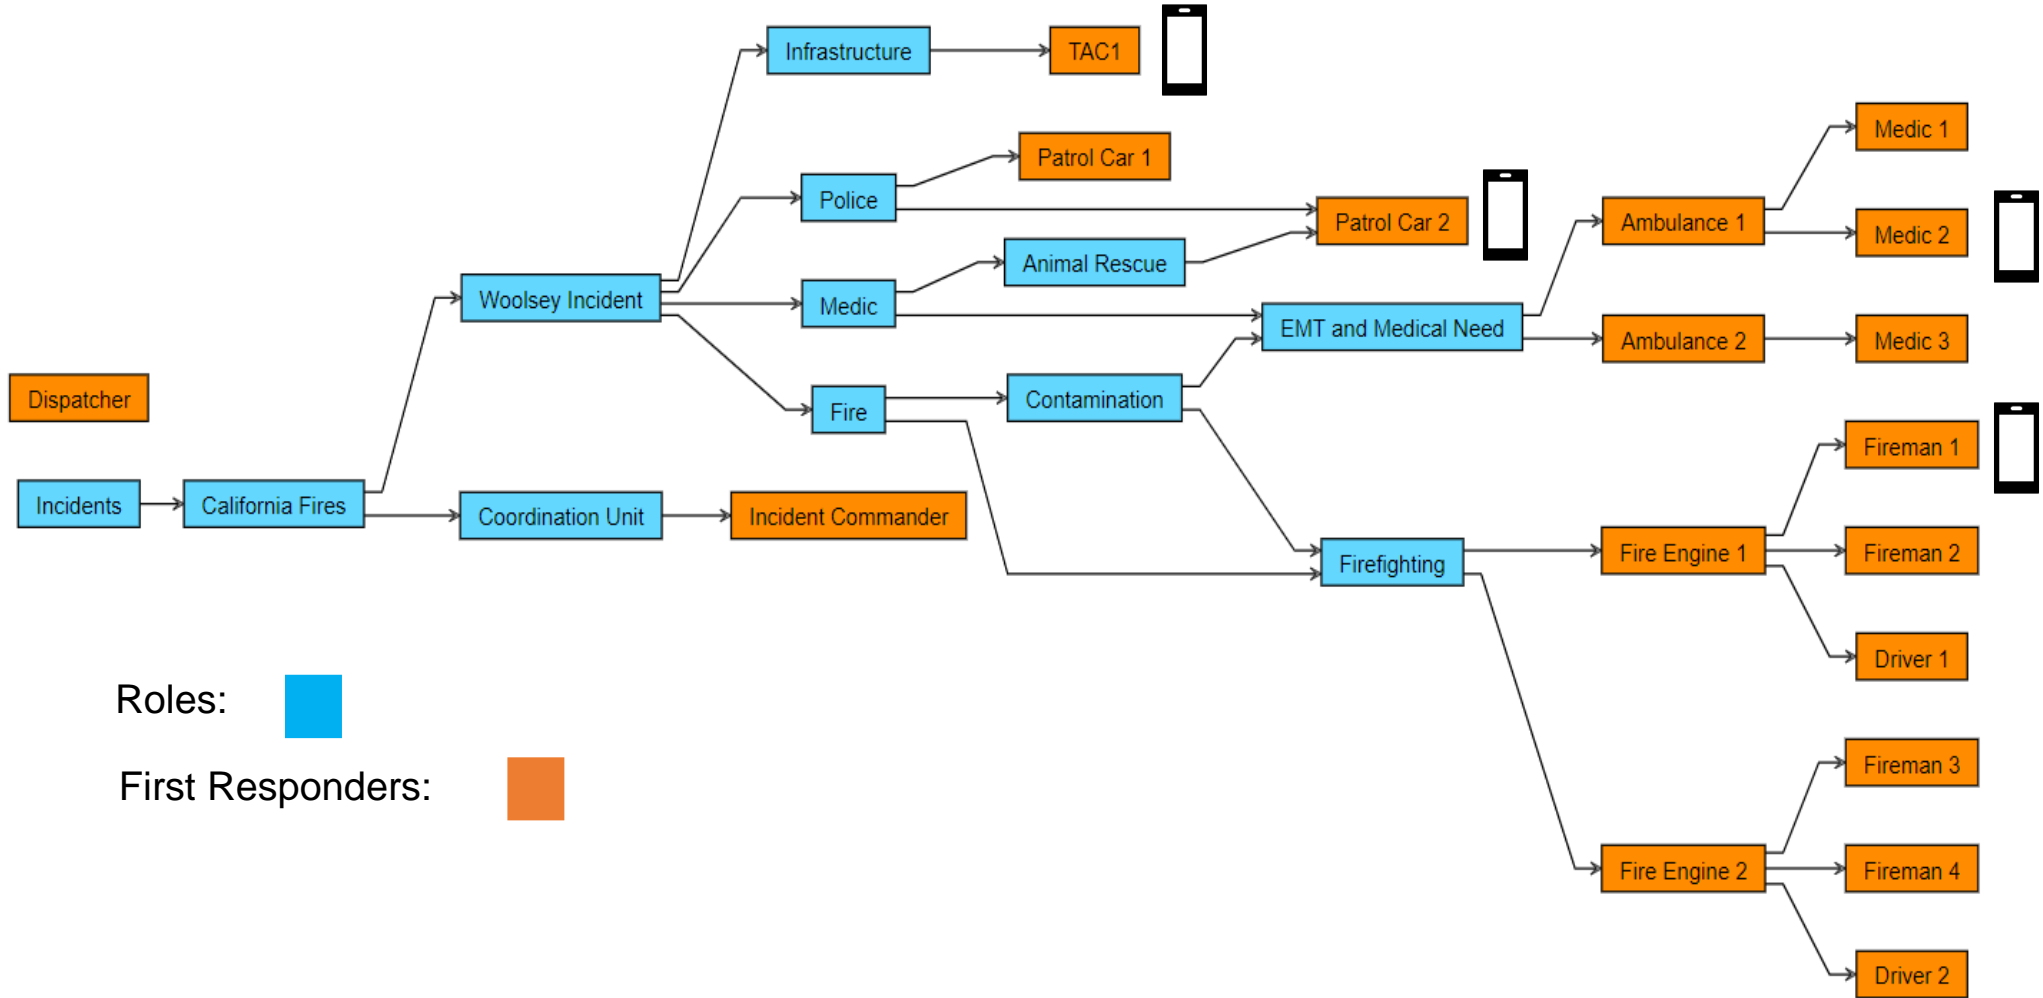 Infrastructure
TAC1
Medic 1
Patrol Car 1
Police
Patrol Car 2
Ambulance 1
Medic 2
Animal Rescue
Woolsey Incident
Medic
EMT and Medical Need
Ambulance 2
Medic 3
Dispatcher
Fire
Contamination
Fireman 1
Incidents
California Fires
Coordination Unit
Incident Commander
Firefighting
Fire Engine 1
Fireman 2
Driver 1
Roles:
First Responders:
Fireman 3
Fire Engine 2
Fireman 4
Driver 2